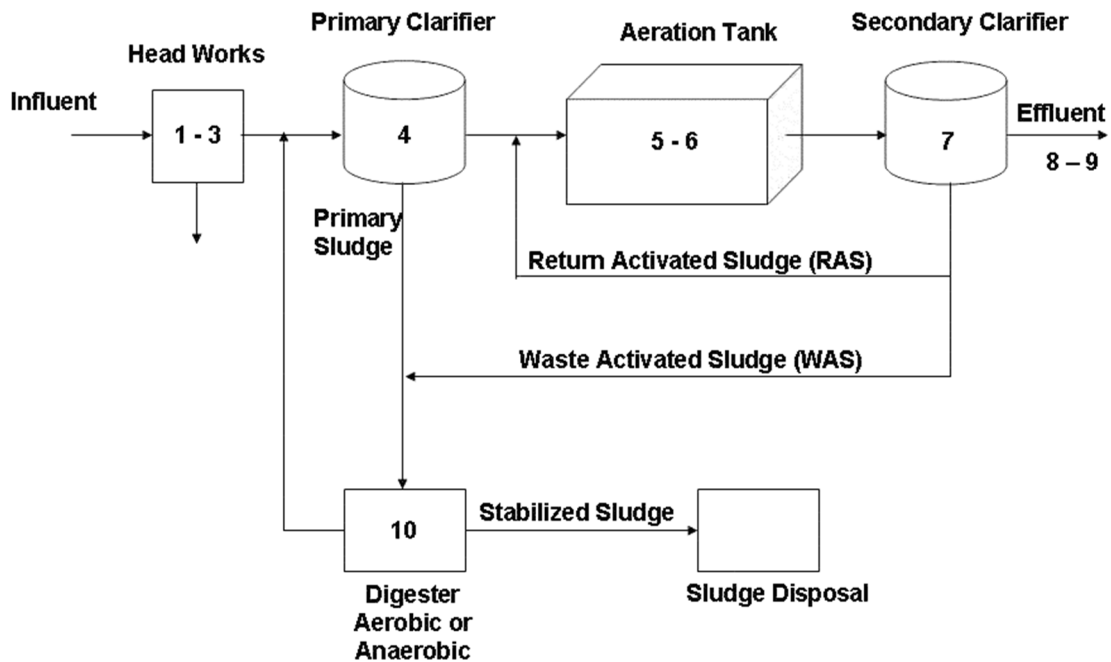 Primary Clarifier
Aeration Tank
Secondary Clarifier
Head Works
Influent
1 - 3
4
5 - 6
7
Effluent
8 – 9
Primary
Sludge
Return Activated Sludge (RAS)
Waste Activated Sludge (WAS)
10
Stabilized Sludge
Digester
Aerobic or
Anaerobic
Sludge Disposal